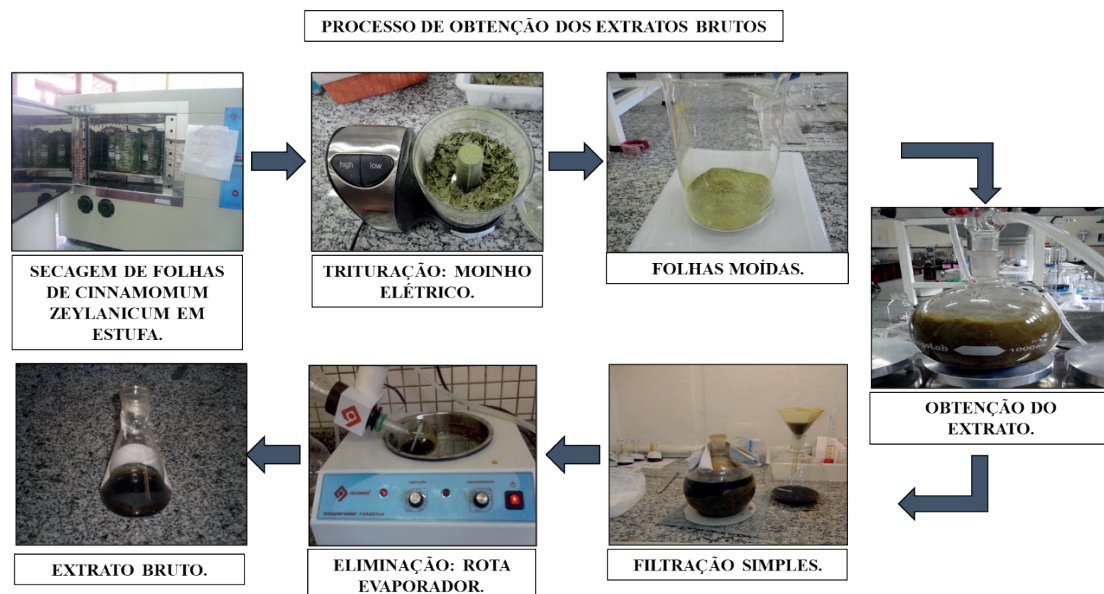 PROCESSO DE OBTENÇÃO DOS EXTRATOS BRUTOS
high
low
SECAGEM DE FOLHAS
DE CINNAMOMUM
ZEYLANICUM EM
ESTUFA.
TRITURAÇÃO: MOINHO
ELÉTRICO.
FOLHAS MOÍDAS.
1000
OBTENÇÃO DO
EXTRATO.
evaporador rotativo
EXTRATO BRUTO.
ELIMINAÇÃO: ROTA
EVAPORADOR.
FILTRAÇÃO SIMPLES.